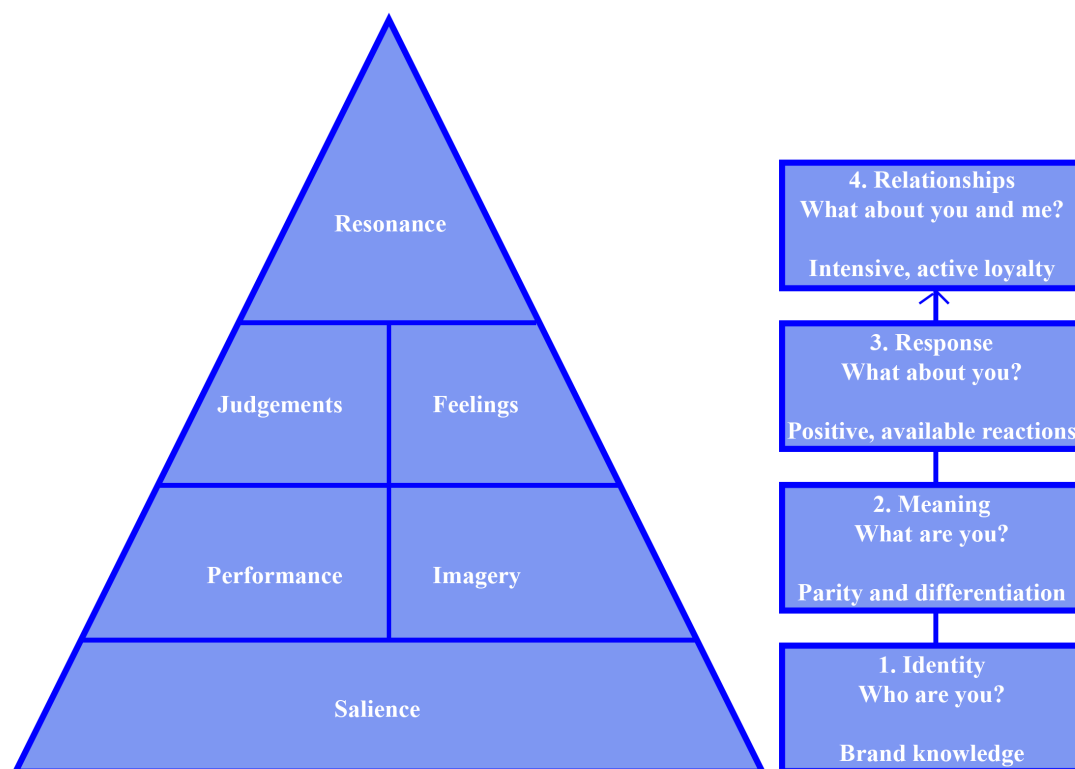 Resonance
Judgements
Feelings
Performance
Imagery
Salience
4. Relationships
What about you and me?
Intensive, active loyalty
3. Response
What about you?
Positive, available reactions
2. Meaning
What are you?
Parity and differentiation
1. Identity
Who are you?
Brand knowledge